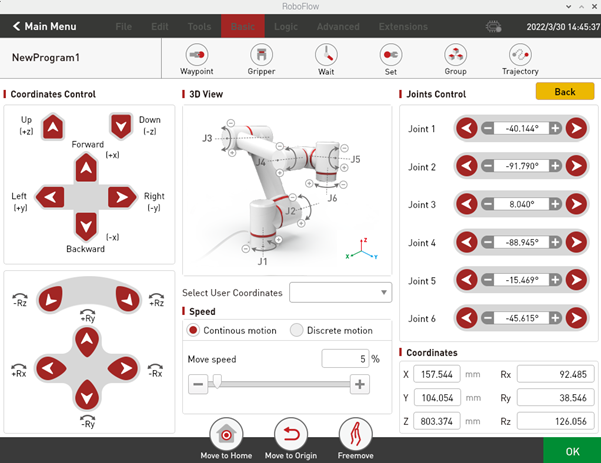 RoboFlow
Main Menu File Edit Tools Basic Logic Advanced Extensions 2022/3/30 14:45:37
NewProgram1
Waypoint Gripper Wait Set Group Trajectory
Coordinates Control
Up
(+z)
Down
(-z)
Forward
(+x)
Left
(+y)
Right
(-y)
(-x)
Backward
-Rz
+Rz
+Ry
+Rx
-Rx
-Ry
3D View
J3
J4
J5
J6
J2
J1
Z
X
Y
Select User Coordinates
Speed
Continous motion Discrete motion
Move speed 5 %
Joints Control Back
Joint 1 -40.144°
Joint 2 -91.790°
Joint 3 8.040°
Joint 4 -88.945°
Joint 5 -15.469°
Joint 6 -45.615°
Coordinates
X 157.544 mm Rx 92.485
Y 104.054 mm Ry 38.546
Z 803.374 mm Rz 126.056
Move to Home Move to Origin Freemove
OK